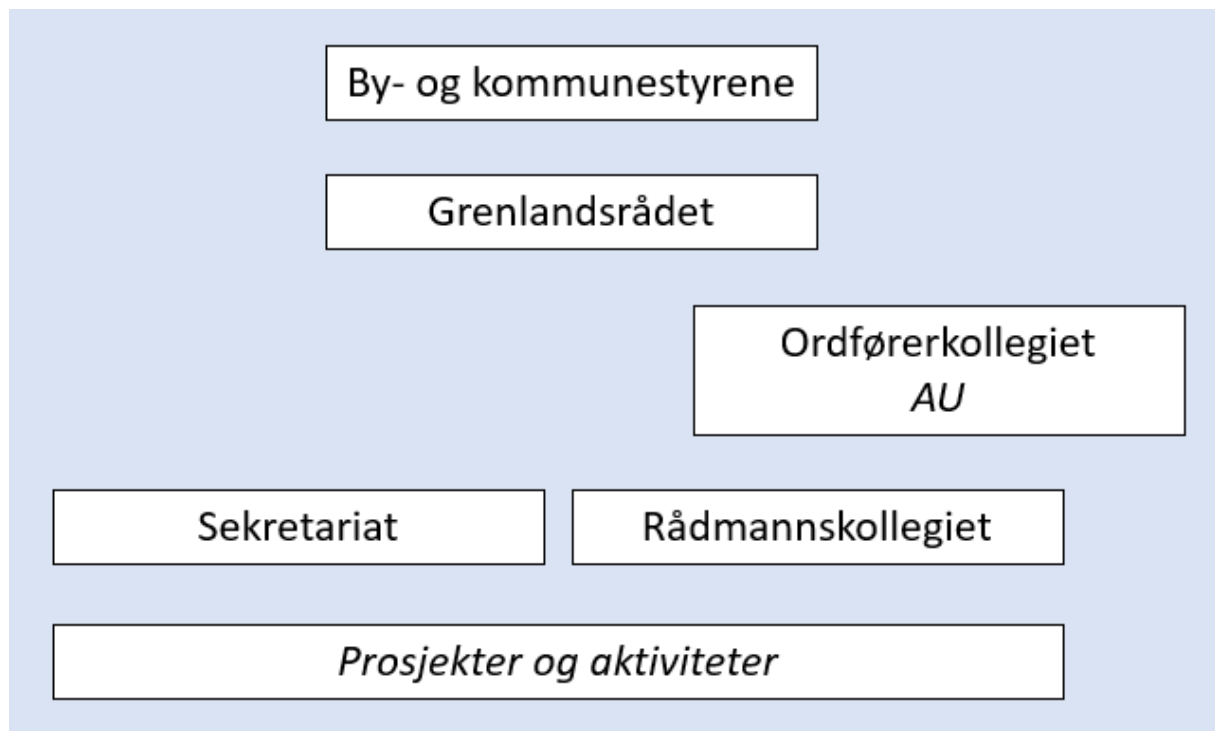 By- og kommunestyrene
Grenlandsrådet
Ordførerkollegiet
AU
Sekretariat
Rådmannskollegiet
Prosjekter og aktiviteter